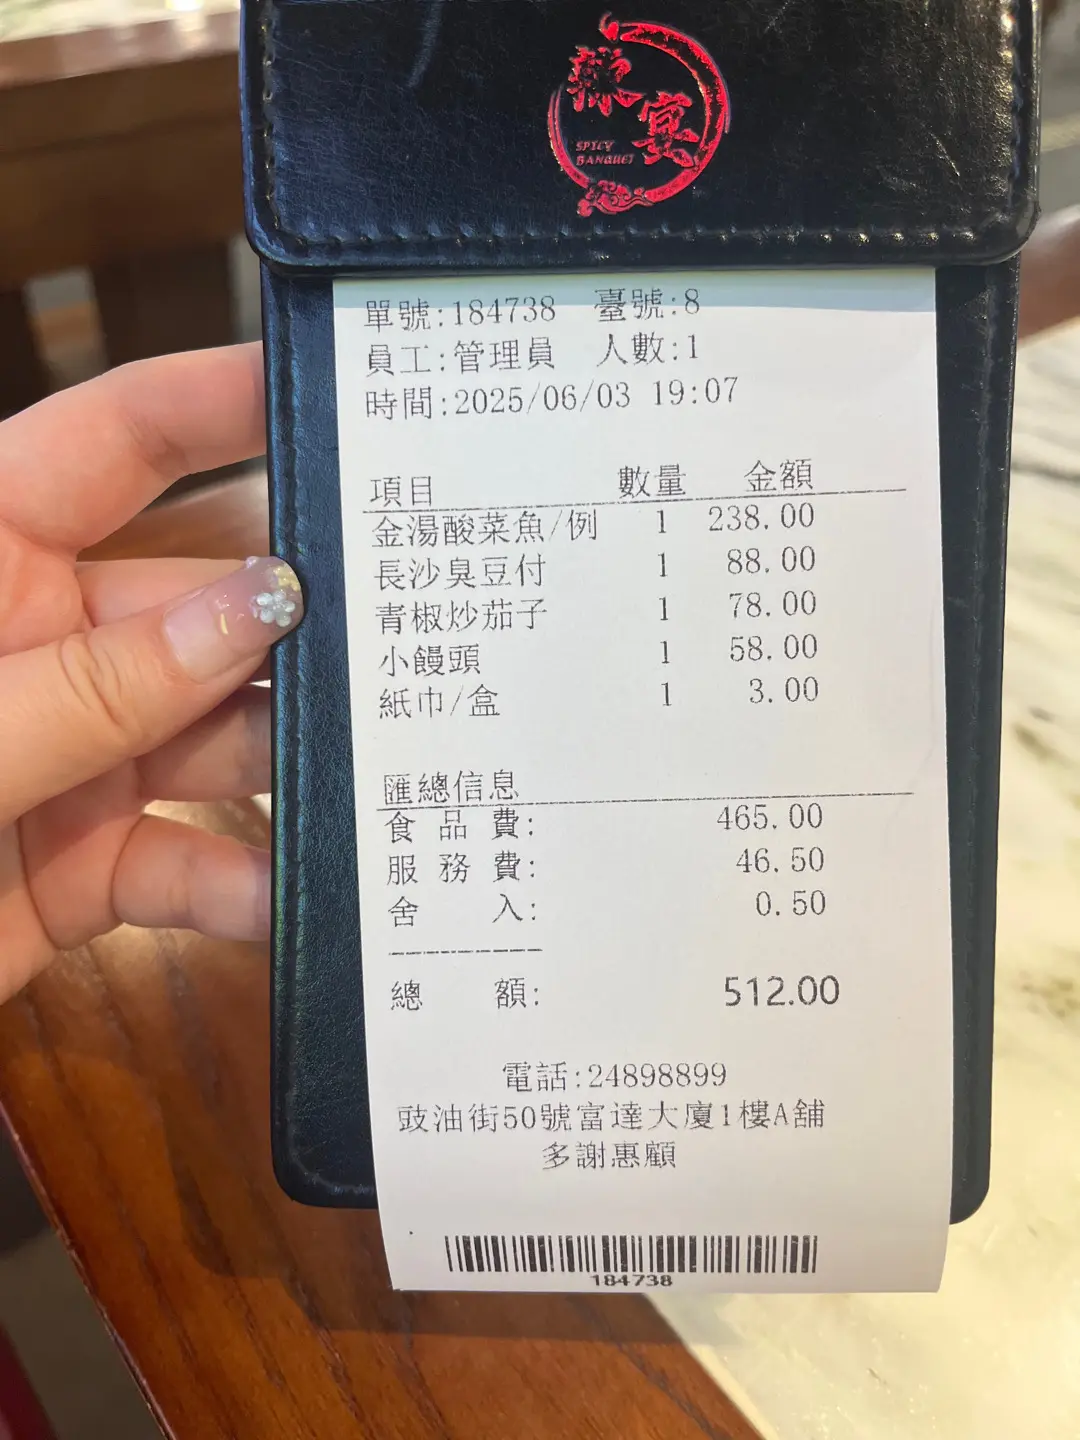 辣宴
SPICY
BANQUET
單號:184738 臺號:8
員工:管理員 人數:1
時間:2025/06/03 19:07
項目 數量 金額
金湯酸菜魚/例 1 238.00
長沙臭豆付 1 88.00
青椒炒茄子 1 78.00
小饅頭 1 58.00
紙巾/盒 1 3.00
匯總信息
食品費: 465.00
服務費: 46.50
舍入: 0.50
總額: 512.00
電話:24898899
豉油街50號富達大廈1樓A舖
多謝惠顧
184738